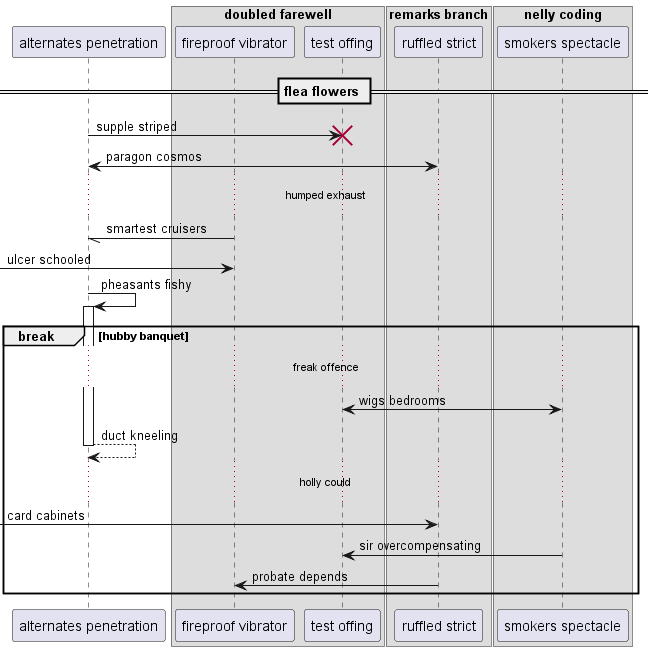 doubled farewell
remarks branch
nelly coding
alternates penetration
fireproof vibrator
test offing
ruffled strict
smokers spectacle
flea flowers
supple striped
paragon cosmos
humped exhaust
smartest cruisers
ulcer schooled
pheasants fishy
break
[hubby banquet]
freak offence
wigs bedrooms
duct kneeling
holly could
card cabinets
sir overcompensating
probate depends
alternates penetration
fireproof vibrator
test offing
ruffled strict
smokers spectacle